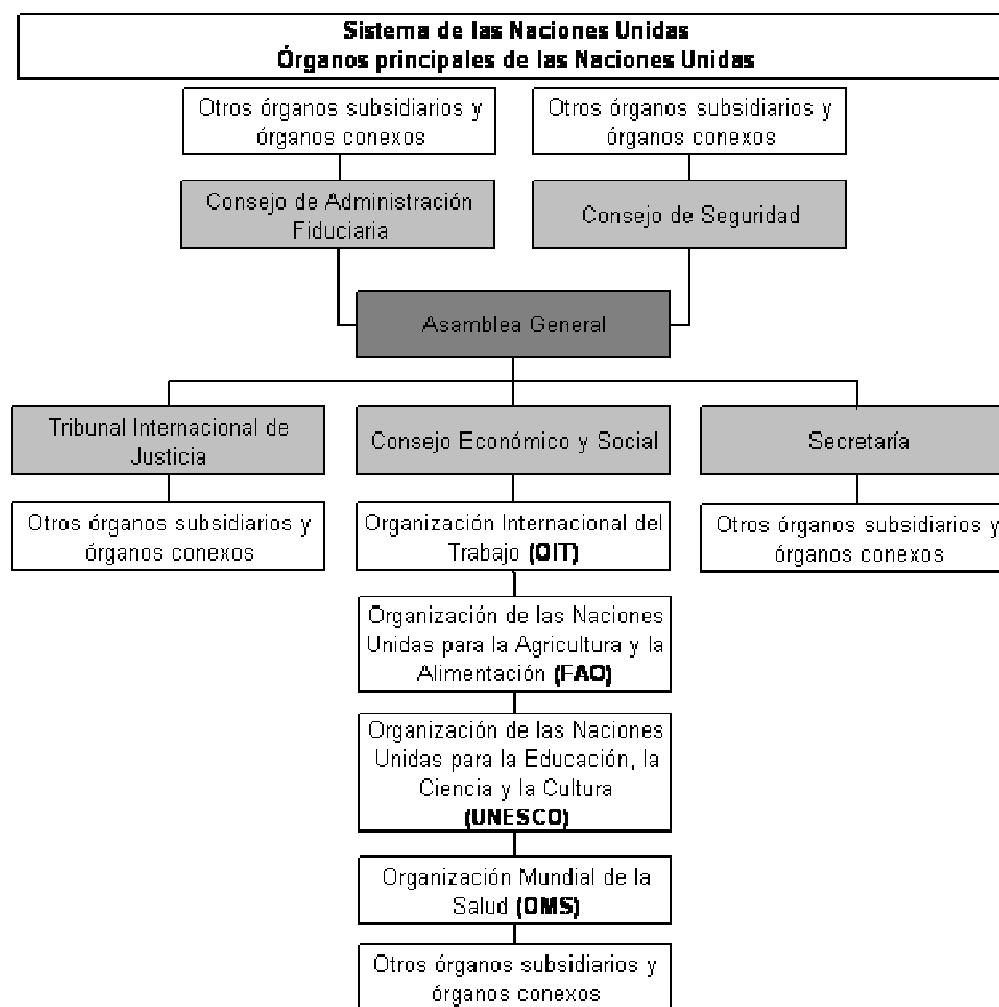 Sistema de las Naciones Unidas
Órganos principales de las Naciones Unidas
Otros órganos subsidiarios y
órganos conexos
Otros órganos subsidiarios y
órganos conexos
Consejo de Administración
Fiduciaria
Consejo de Seguridad
Asamblea General
Tribunal Internacional de
Justicia
Consejo Económico y Social
Secretaría
Otros órganos subsidiarios y
órganos conexos
Organización Internacional del
Trabajo (OIT)
Otros órganos subsidiarios y
órganos conexos
Organización de las Naciones
Unidas para la Agricultura y la
Alimentación (FAO)
Organización de las Naciones
Unidas para la Educación, la
Ciencia y la Cultura
(UNESCO)
Organización Mundial de la
Salud (OMS)
Otros órganos subsidiarios y
órganos conexos